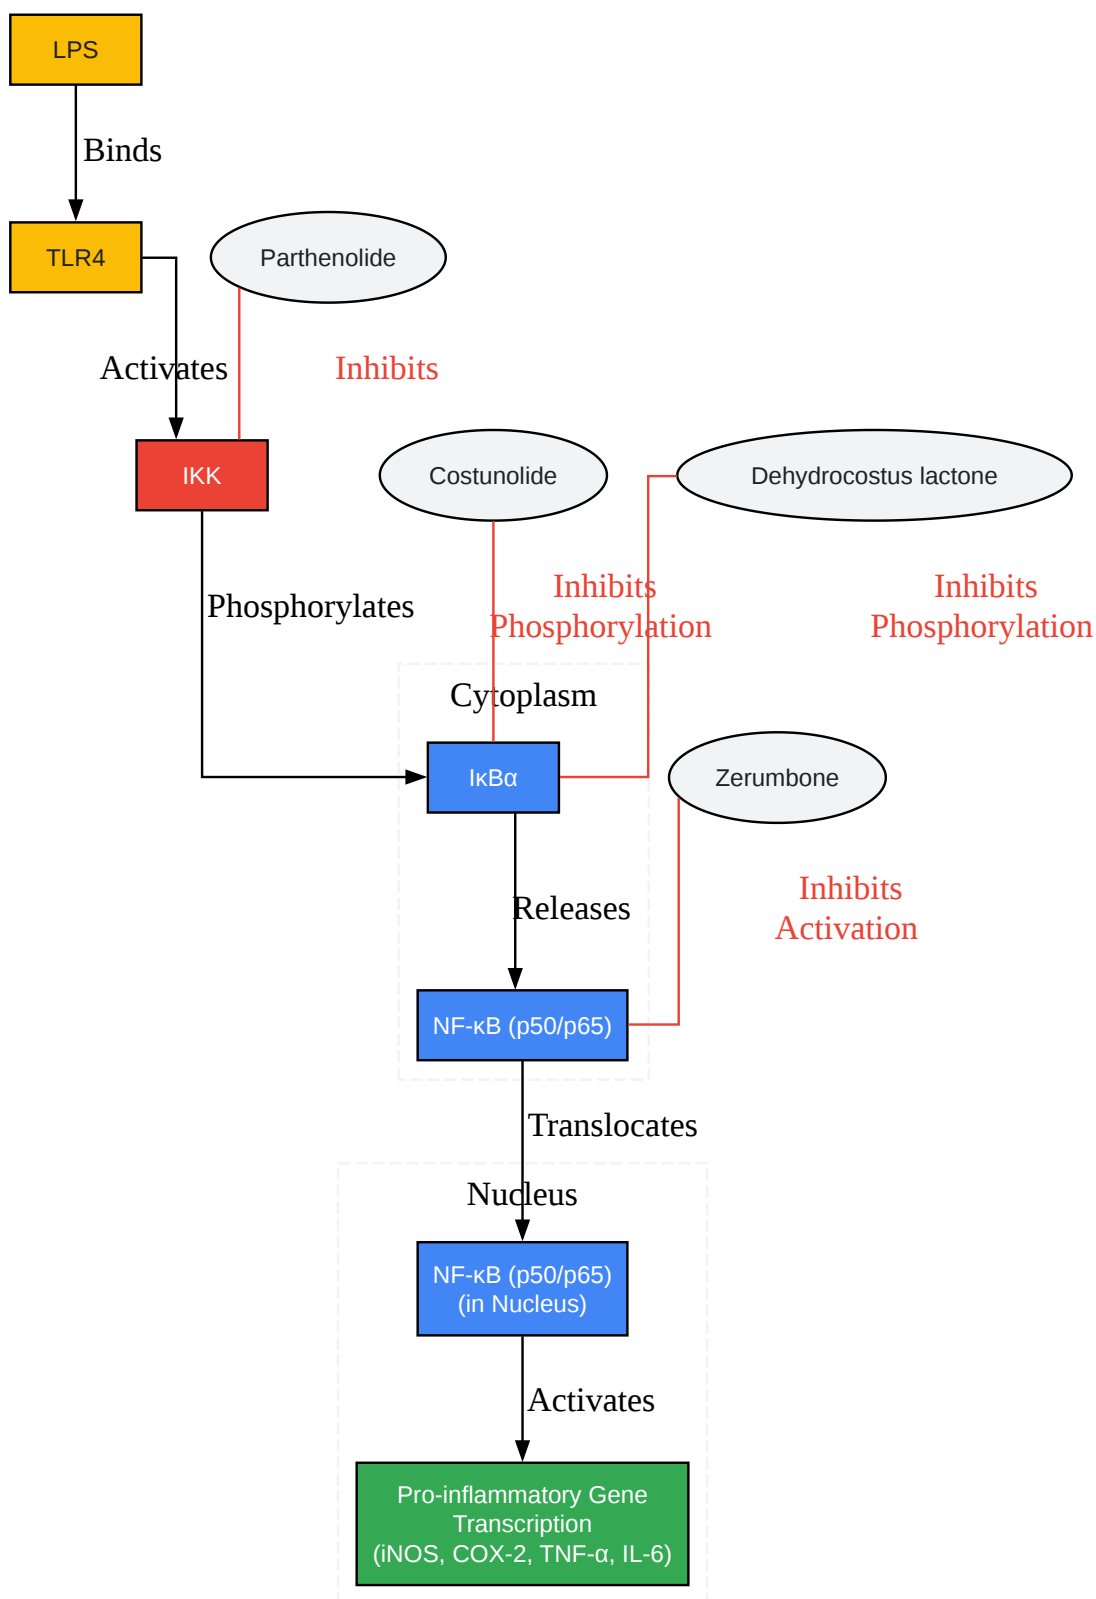 LPS
Binds
TLR4
Parthenolide
Activates
Inhibits
IKK
Costunolide
Dehydrocostus lactone
Phosphorylates
Inhibits
Phosphorylation
Inhibits
Phosphorylation
Cytoplasm
IκBα
Zerumbone
Releases
Inhibits
Activation
NF-κB (p50/p65)
Translocates
Nucleus
NF-κB (p50/p65)
(in Nucleus)
Activates
Pro-inflammatory Gene
Transcription
(iNOS, COX-2, TNF-α, IL-6)